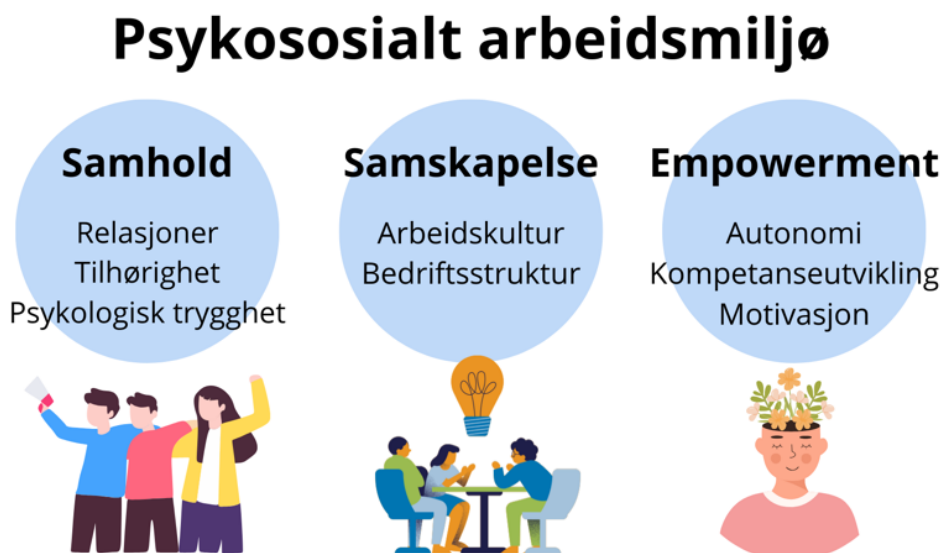 Psykososialt arbeidsmiljø
Samhold
Relasjoner
Tilhørighet
Psykologisk trygghet
Samskapelse
Arbeidskultur
Bedriftsstruktur
Empowerment
Autonomi
Kompetanseutvikling
Motivasjon